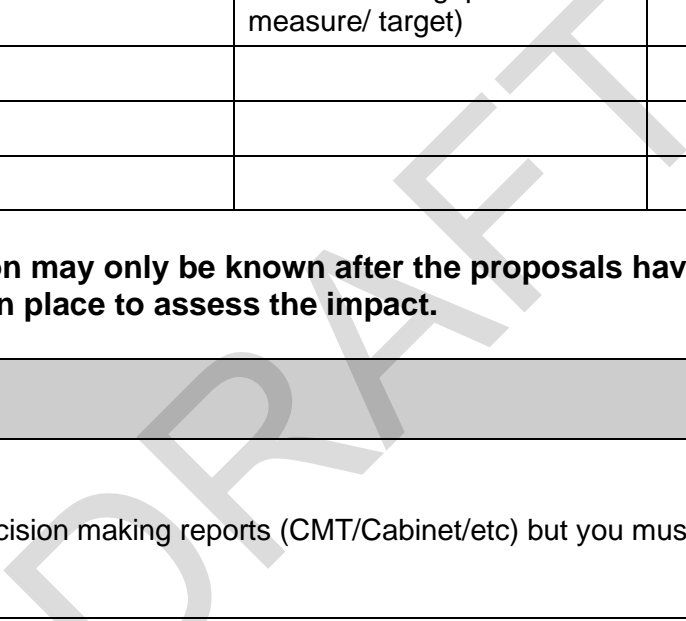 measure/ target)
on may only be known after the proposals hav
n place to assess the impact.
cision making reports (CMT/Cabinet/etc) but you mus
DRAFT